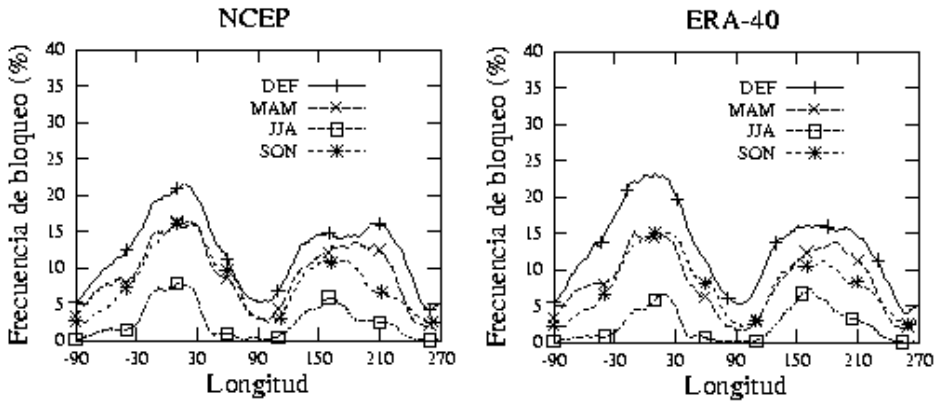 NCEP
Frecuencia de bloqueo (%)
40
35
30
25
20
15
10
5
0
DEF
MAM
JJA
SON
-90 -30 30 90 150 210 270
Longitud
ERA-40
Frecuencia de bloqueo (%)
40
35
30
25
20
15
10
5
0
DEF
MAM
JJA
SON
-90 -30 30 90 150 210 270
Longitud